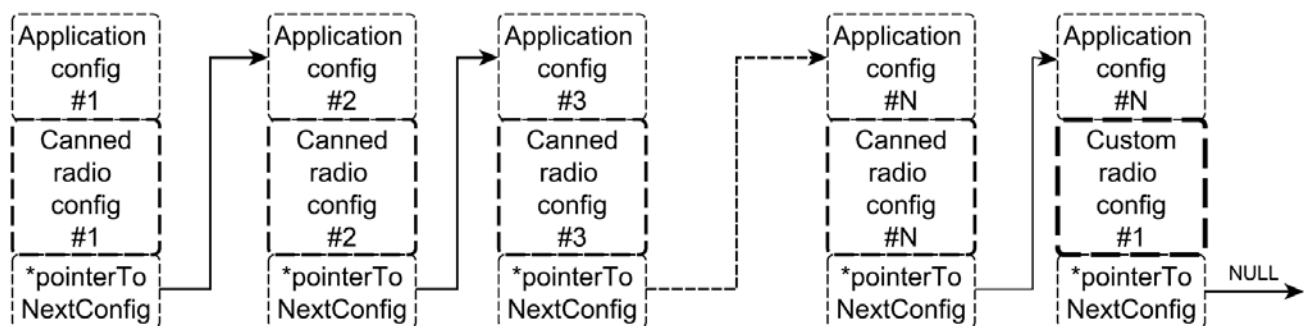 Application
config
#1
Canned
radio
config
#1
*pointerTo
NextConfig
Application
config
#2
Canned
radio
config
#2
*pointerTo
NextConfig
Application
config
#3
Canned
radio
config
#3
*pointerTo
NextConfig
Application
config
#N
Canned
radio
config
#N
*pointerTo
NextConfig
Application
config
#N
Custom
radio
config
#1
*pointerTo
NextConfig
NULL